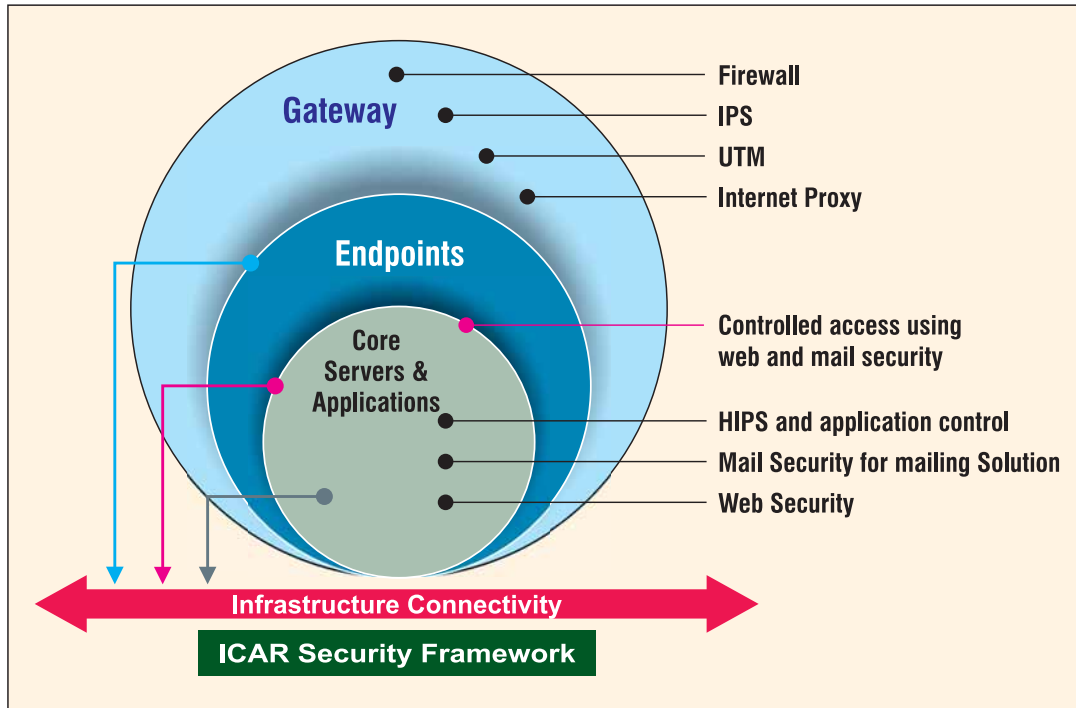 Gateway
Firewall
IPS
UTM
Internet Proxy
Endpoints
Controlled access using
web and mail security
Core
Servers &
Applications
HIPS and application control
Mail Security for mailing Solution
Web Security
Infrastructure Connectivity
ICAR Security Framework